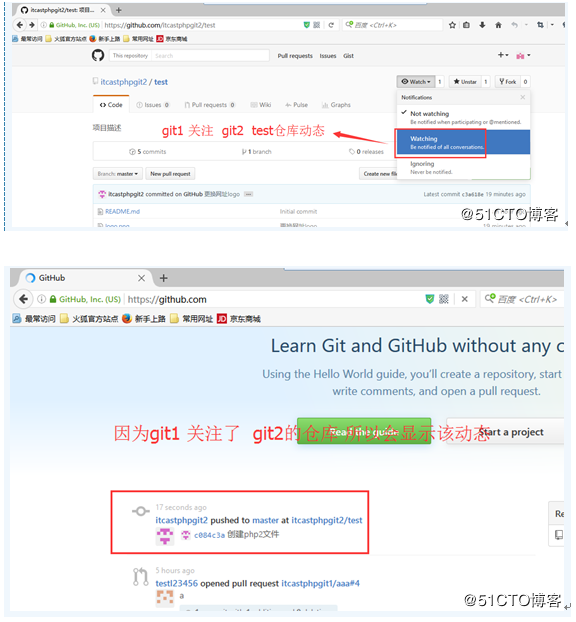 itcastphpgit2/test: 项目...
GitHub, Inc. (US) https://github.com/itcastphpgit2/test
百度 <Ctrl+K>
最常访问 火狐官方站点 新手上路 常用网址 京东商城
This repository Search Pull requests Issues Gist
itcastphpgit2 / test
Watch 1 Unstar 1 Fork 0
Code Issues 0 Pull requests 0 Wiki Pulse Graphs
Notifications
Not watching
Be notified when participating or @mentioned.
Watching
Be notified of all conversations.
Ignoring
Never be notified.
项目描述
git1 关注 git2 test仓库动态
5 commits 1 branch 0 releases
Branch: master New pull request Create new file
itcastphpgit2 committed on GitHub 更换网址logo Latest commit c3a618e 19 minutes ago
README.md Initial commit
logo.png 更换网址logo 19 minutes ago
@51CTO博客
GitHub
GitHub, Inc. (US) https://github.com
百度 <Ctrl+K>
最常访问 火狐官方站点 新手上路 常用网址 京东商城
Learn Git and GitHub without any c
Using the Hello World guide, you'll create a repository, start
write comments, and open a pull request.
Start a project
因为git1 关注了 git2的仓库 所以会显示该动态
17 seconds ago
itcastphpgit2 pushed to master at itcastphpgit2/test
c084c3a 创建php2文件
Re
5 hours ago
testl23456 opened pull request itcastphpgit1/aaa#4
a
@51CTO博客